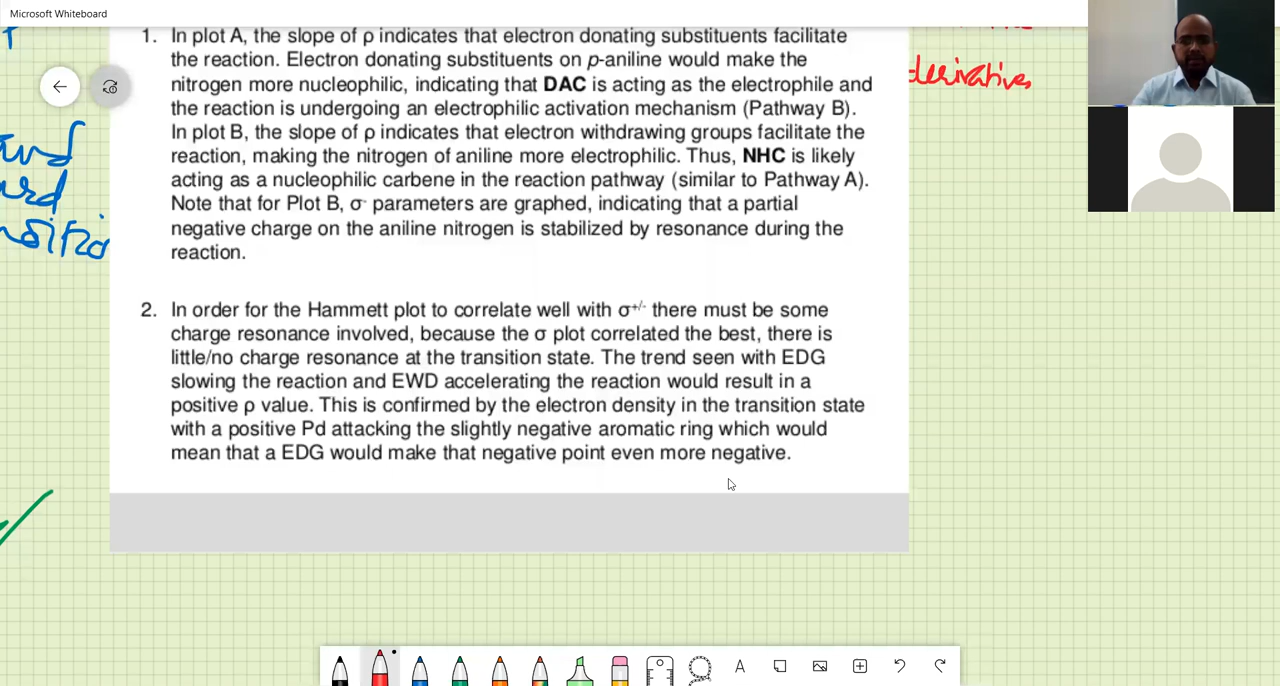 Microsoft Whiteboard
1. In plot A, the slope of ρ indicates that electron donating substituents facilitate
the reaction. Electron donating substituents on p-aniline would make the
nitrogen more nucleophilic, indicating that DAC is acting as the electrophile and
the reaction is undergoing an electrophilic activation mechanism (Pathway B).
In plot B, the slope of ρ indicates that electron withdrawing groups facilitate the
reaction, making the nitrogen of aniline more electrophilic. Thus, NHC is likely
acting as a nucleophilic carbene in the reaction pathway (similar to Pathway A).
Note that for Plot B, σ⁻ parameters are graphed, indicating that a partial
negative charge on the aniline nitrogen is stabilized by resonance during the
reaction.
2. In order for the Hammett plot to correlate well with σ⁺/⁻ there must be some
charge resonance involved, because the σ plot correlated the best, there is
little/no charge resonance at the transition state. The trend seen with EDG
slowing the reaction and EWD accelerating the reaction would result in a
positive ρ value. This is confirmed by the electron density in the transition state
with a positive Pd attacking the slightly negative aromatic ring which would
mean that a EDG would make that negative point even more negative.
derivative
A